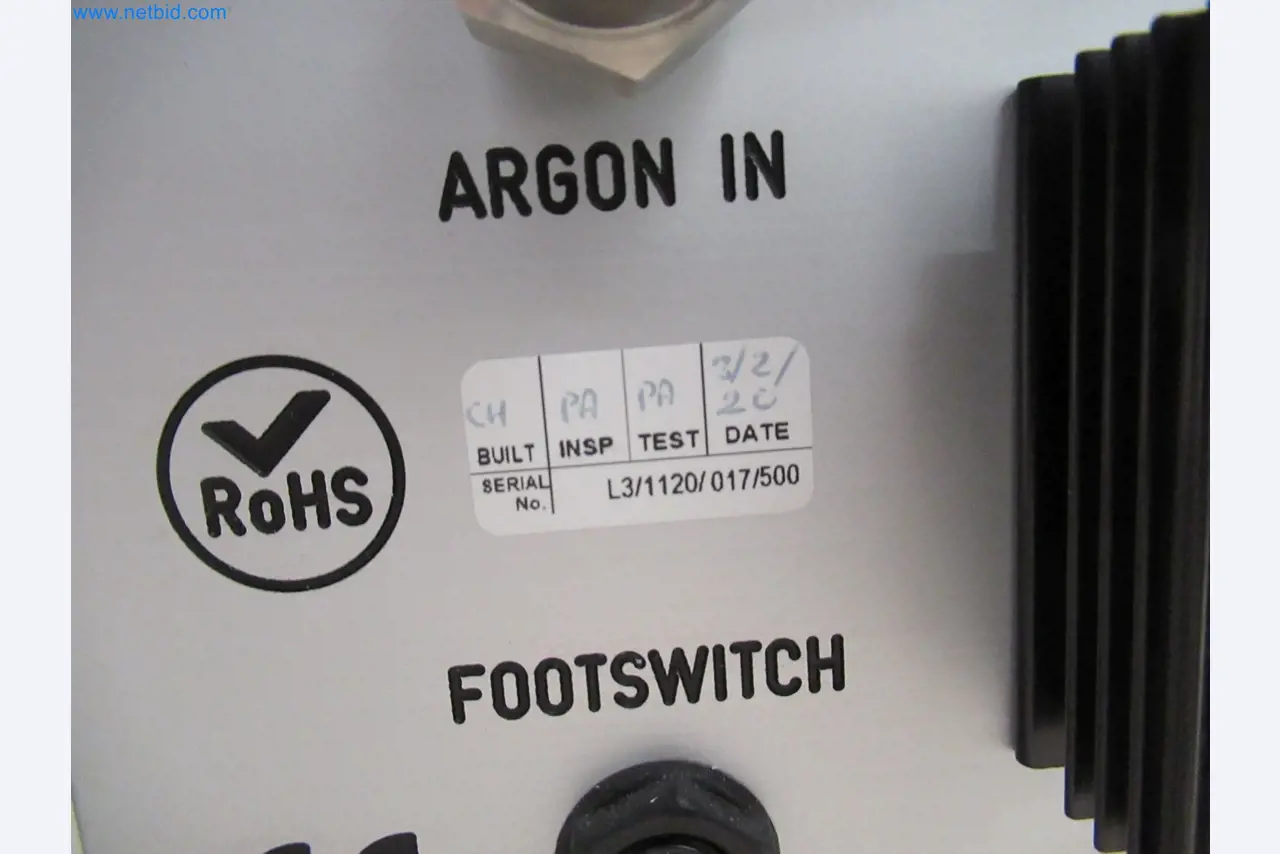 www.netbid.com
ARGON IN
CH PA PA 3/2/
20
BUILT INSP TEST DATE
SERIAL No. L3/1120/017/500
RoHS
FOOTSWITCH